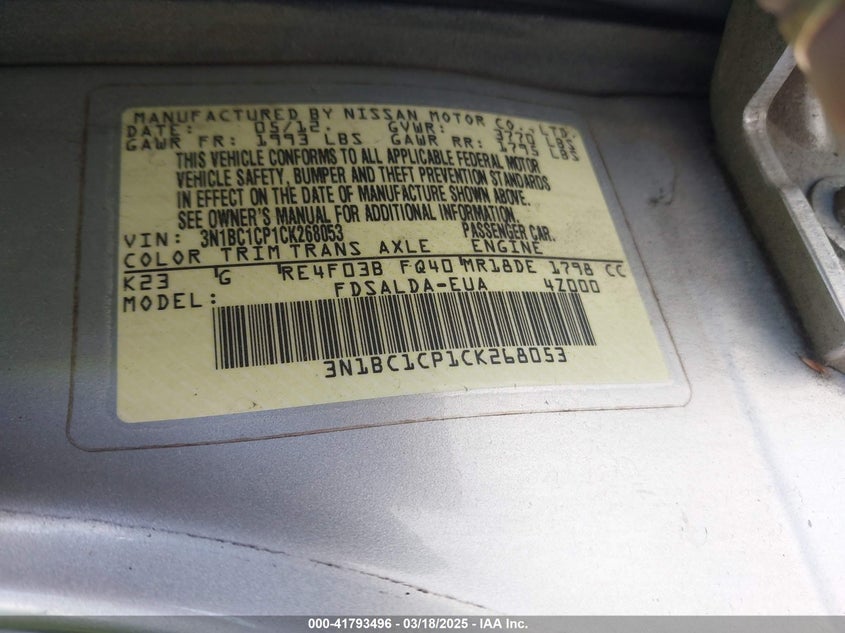 MANUFACTURED BY NISSAN MOTOR CO., LTD.
DATE: 05/12. GVWR: 3770 LBS
GAWR FR: 1993 LBS GAWR RR: 1795 LBS
THIS VEHICLE CONFORMS TO ALL APPLICABLE FEDERAL MOTOR
VEHICLE SAFETY, BUMPER AND THEFT PREVENTION STANDARDS
IN EFFECT ON THE DATE OF MANUFACTURE SHOWN ABOVE.
SEE OWNER'S MANUAL FOR ADDITIONAL INFORMATION.
VIN: 3N1BC1CP1CK268053 PASSENGER CAR.
COLOR TRIM TRANS AXLE ENGINE
K23 G RE4F03B FQ40 MR18DE 1798 CC
MODEL: FDSALDA-EUA 4Z000
3N1BC1CP1CK268053
000-41793496 - 03/18/2025 - IAA Inc.